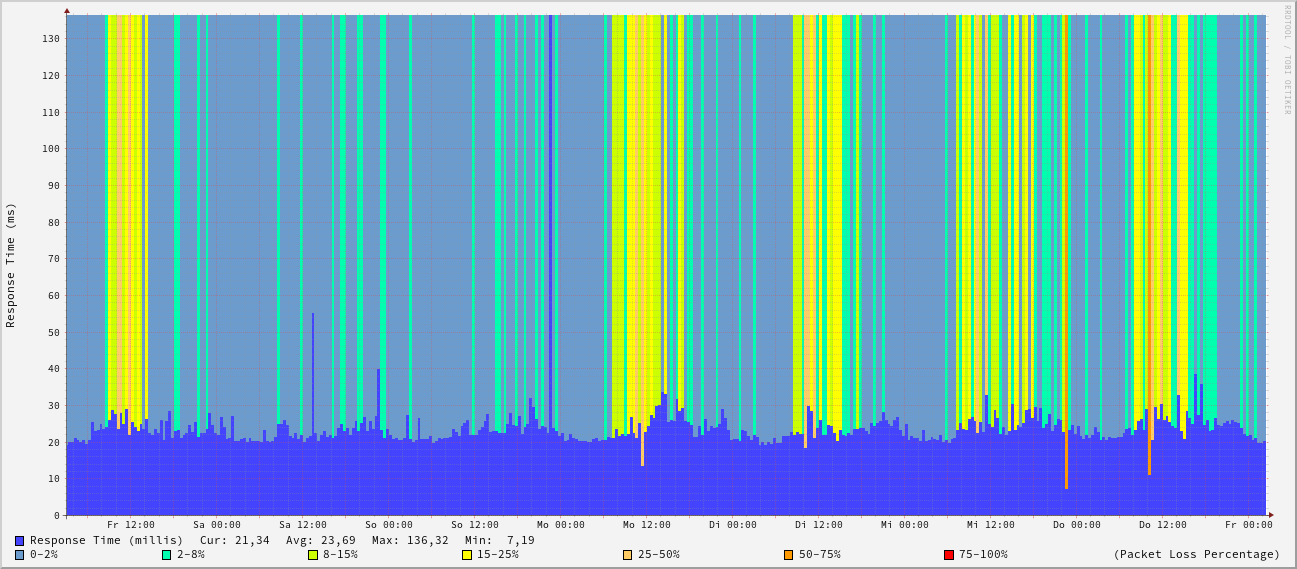 RRDTOOL / TOBI OETIKER
Response Time (ms)
130
120
110
100
90
80
70
60
50
40
30
20
10
0
Fr 12:00 Sa 00:00 Sa 12:00 So 00:00 So 12:00 Mo 00:00 Mo 12:00 Di 00:00 Di 12:00 Mi 00:00 Mi 12:00 Do 00:00 Do 12:00 Fr 00:00
Response Time (millis) Cur: 21,34 Avg: 23,69 Max: 136,32 Min: 7,19
0-2% 2-8% 8-15% 15-25% 25-50% 50-75% 75-100% (Packet Loss Percentage)